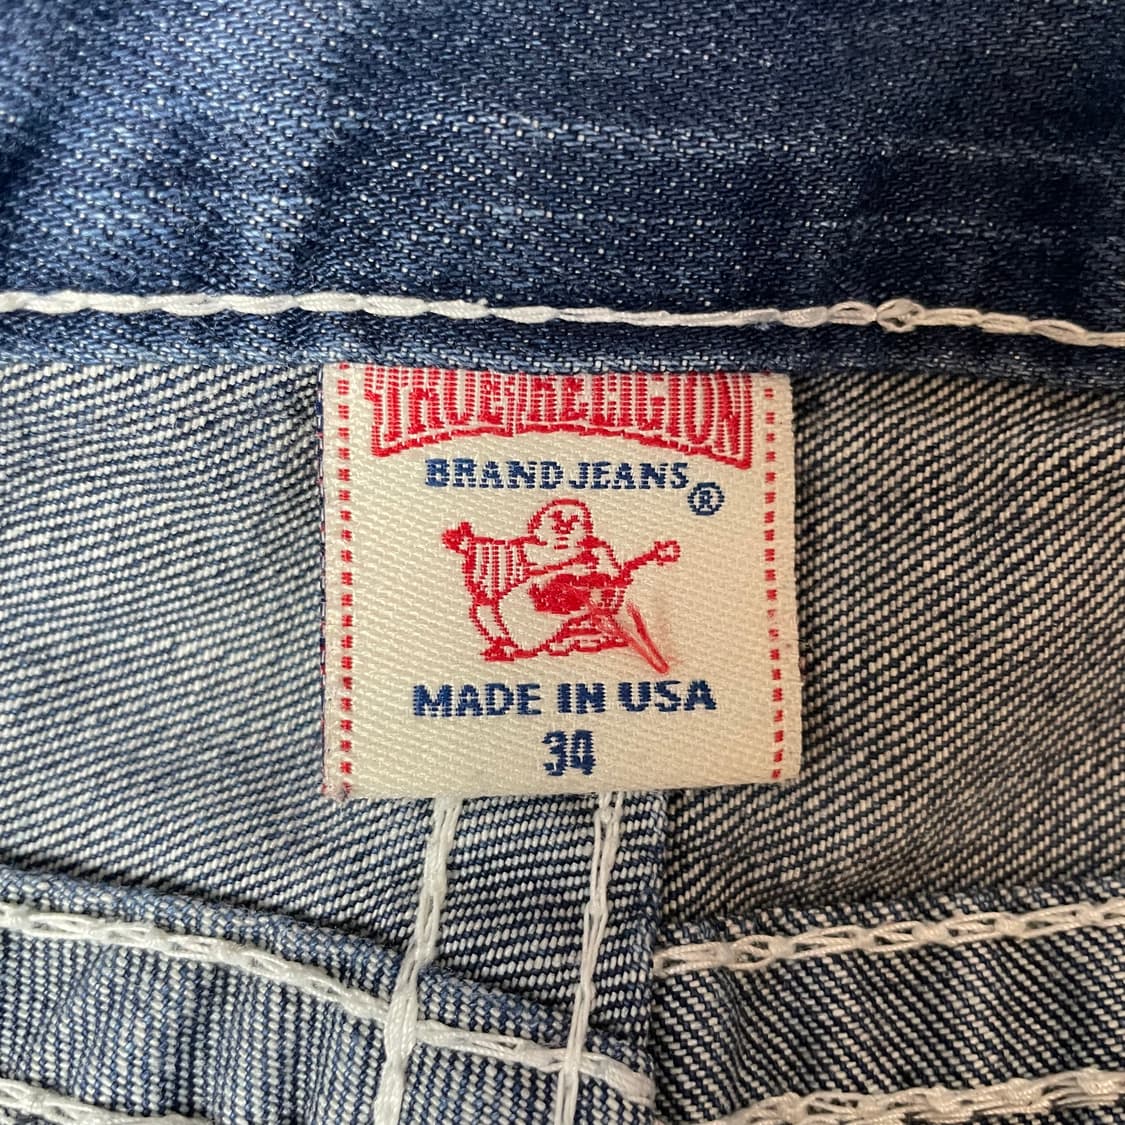 TRUE RELIGION
BRAND JEANS ®
MADE IN USA
34